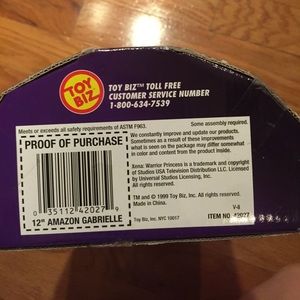 TOY BIZ
TOY BIZ™ TOLL FREE
CUSTOMER SERVICE NUMBER
1-800-634-7539
Meets or exceeds all safety requirements of ASTM F963.
Some assembly required.
PROOF OF PURCHASE
0 35112 42027 9
12" AMAZON GABRIELLE
We constantly improve and update our products.
Sometimes as a result of these improvements
what is seen on the package may differ somewhat in
color and content from the product inside.
Xena: Warrior Princess is a trademark and copyright
of Studios USA Television Distribution LLC. Licensed
by Universal Studios Licensing, Inc.
All rights reserved.
TM & © 1999 Toy Biz, Inc. All rights reserved.
Made in China.
V-8
Toy Biz, Inc. NYC 10017
ITEM NO. 42027